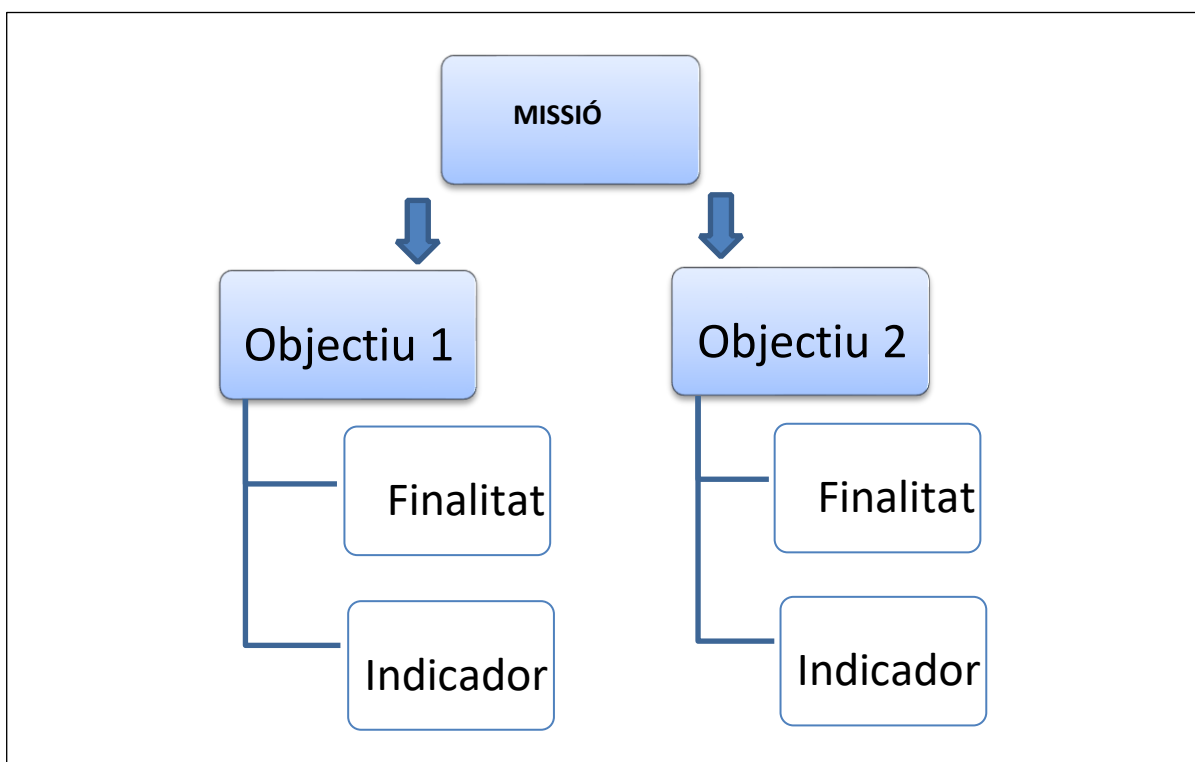 MISSIÓ
Objectiu 1
Objectiu 2
Finalitat
Finalitat
Indicador
Indicador